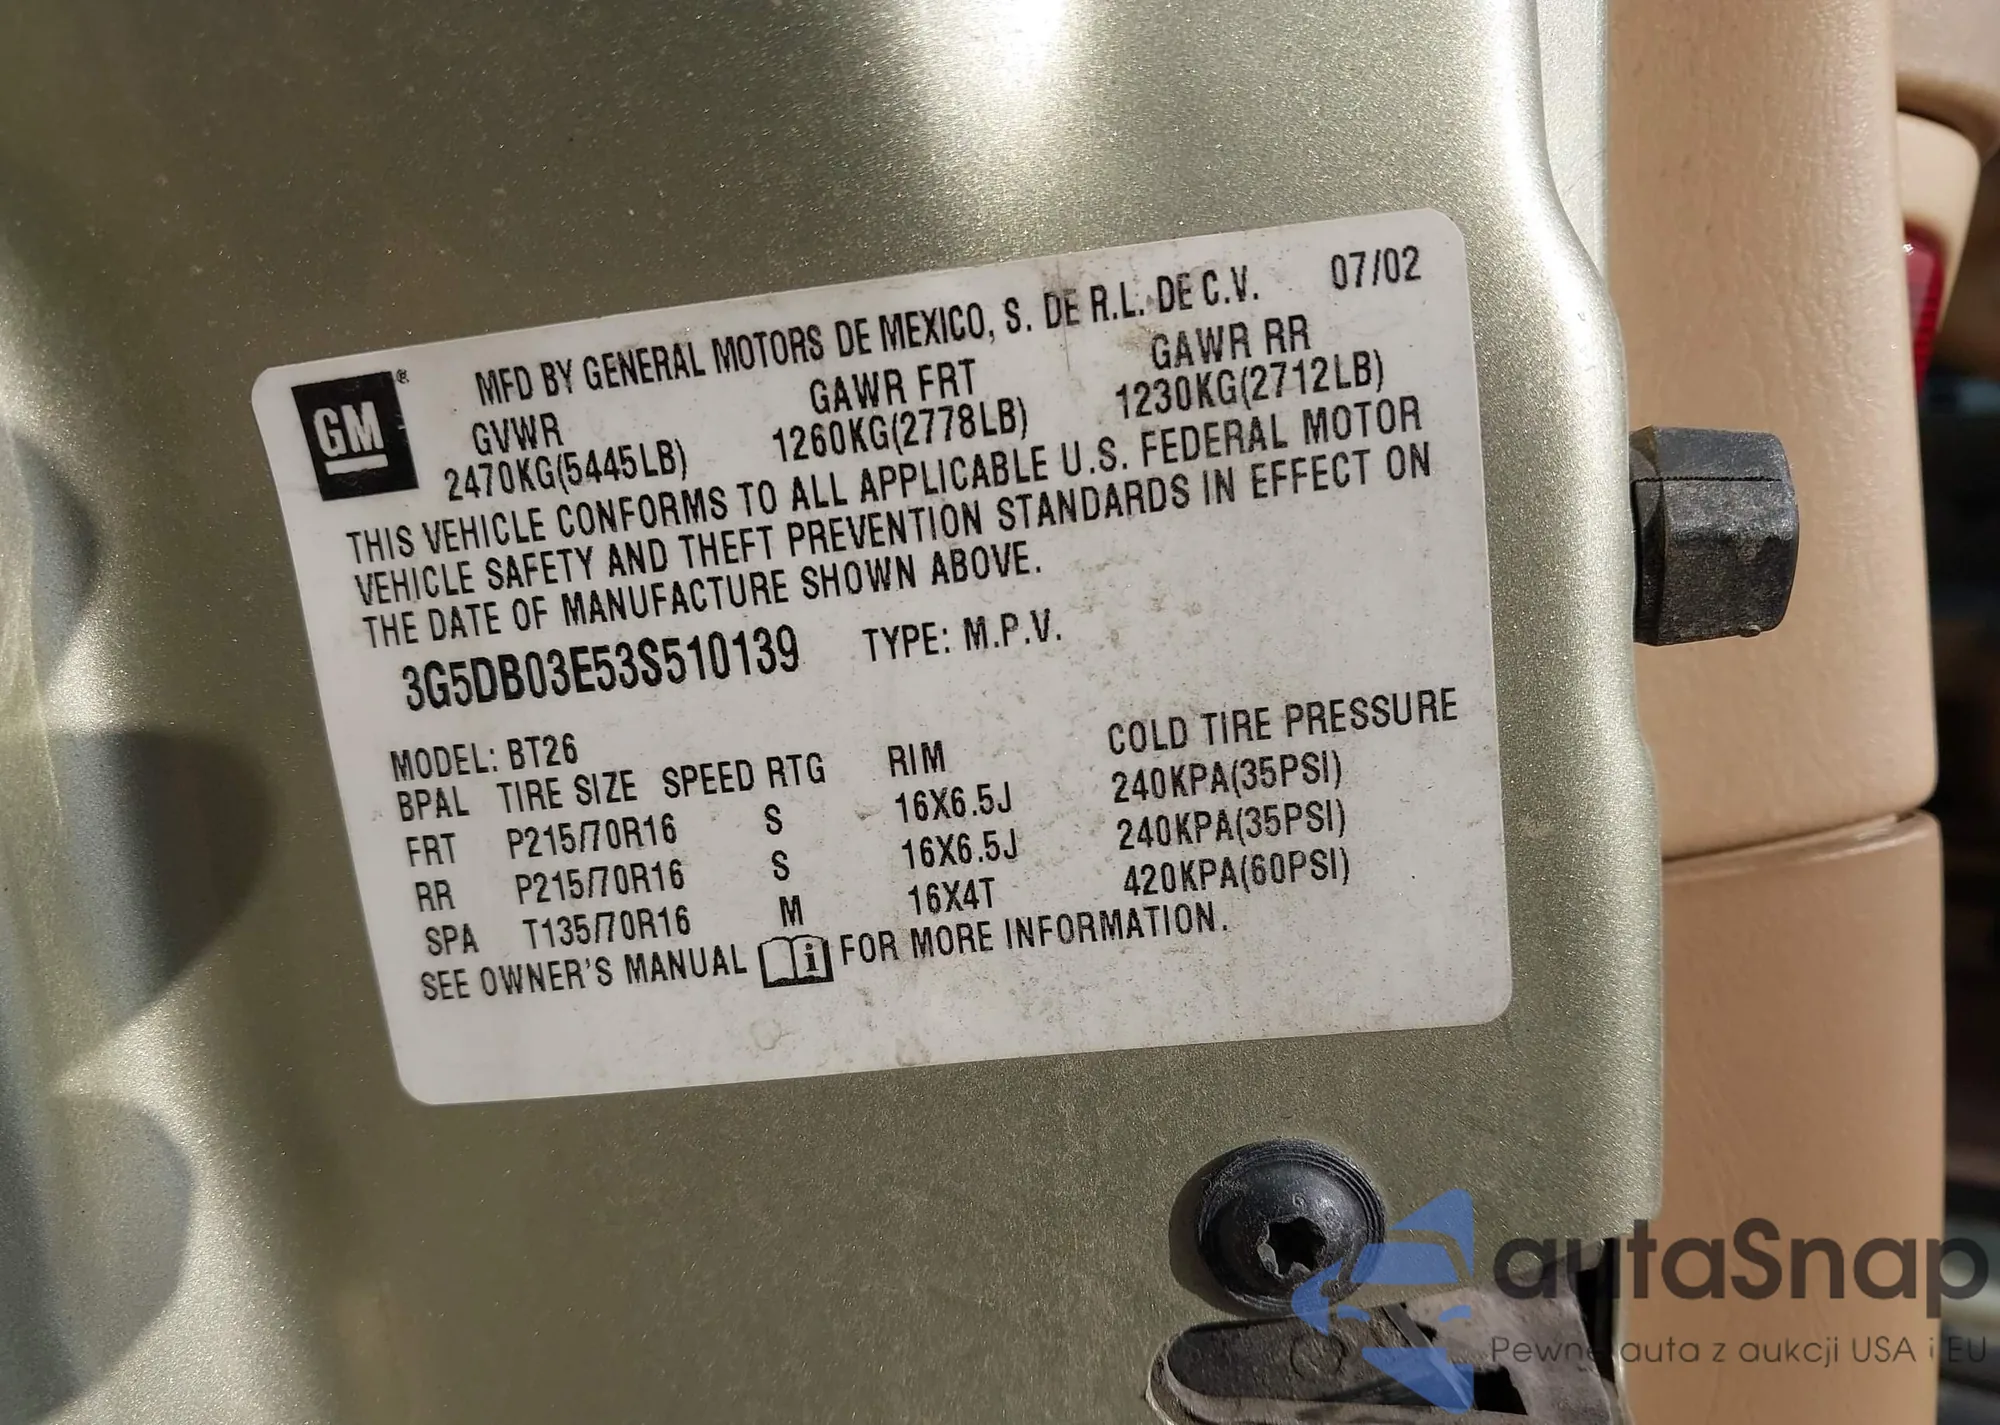 GM®
MFD BY GENERAL MOTORS DE MEXICO, S. DE R.L. DE C.V. 07/02
GVWR GAWR FRT GAWR RR
2470KG(5445LB) 1260KG(2778LB) 1230KG(2712LB)
THIS VEHICLE CONFORMS TO ALL APPLICABLE U.S. FEDERAL MOTOR
VEHICLE SAFETY AND THEFT PREVENTION STANDARDS IN EFFECT ON
THE DATE OF MANUFACTURE SHOWN ABOVE.
3G5DB03E53S510139 TYPE: M.P.V.
MODEL: BT26
BPAL TIRE SIZE SPEED RTG RIM COLD TIRE PRESSURE
FRT P215/70R16 S 16X6.5J 240KPA(35PSI)
RR P215/70R16 S 16X6.5J 240KPA(35PSI)
SPA T135/70R16 M 16X4T 420KPA(60PSI)
SEE OWNER'S MANUAL i FOR MORE INFORMATION.
autaSnap
Pewne auta z aukcji USA i EU